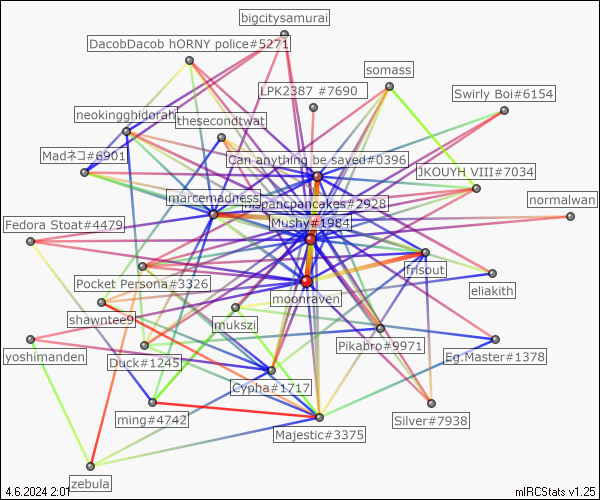 bigcitysamurai
DacobDacob hORNY police#5271
somass
LPK2387 #7690
Swirly Boi#6154
neokingghidorah
thesecondtwat
Madネコ#6901
Can anything be saved#0396
JKOUYH VIII#7034
marcemadness
normalwan
Mushy#1984
Fedora Stoat#4479
frisout
Pocket Persona#3326
eliakith
moonraven
shawntee9
mukszi
Pikabro#9971
yoshimanden
Duck#1245
Eg.Master#1378
Cypha#1717
ming#4742
Silver#7938
Majestic#3375
zebula
4.6.2024 2:01
mIRCStats v1.25